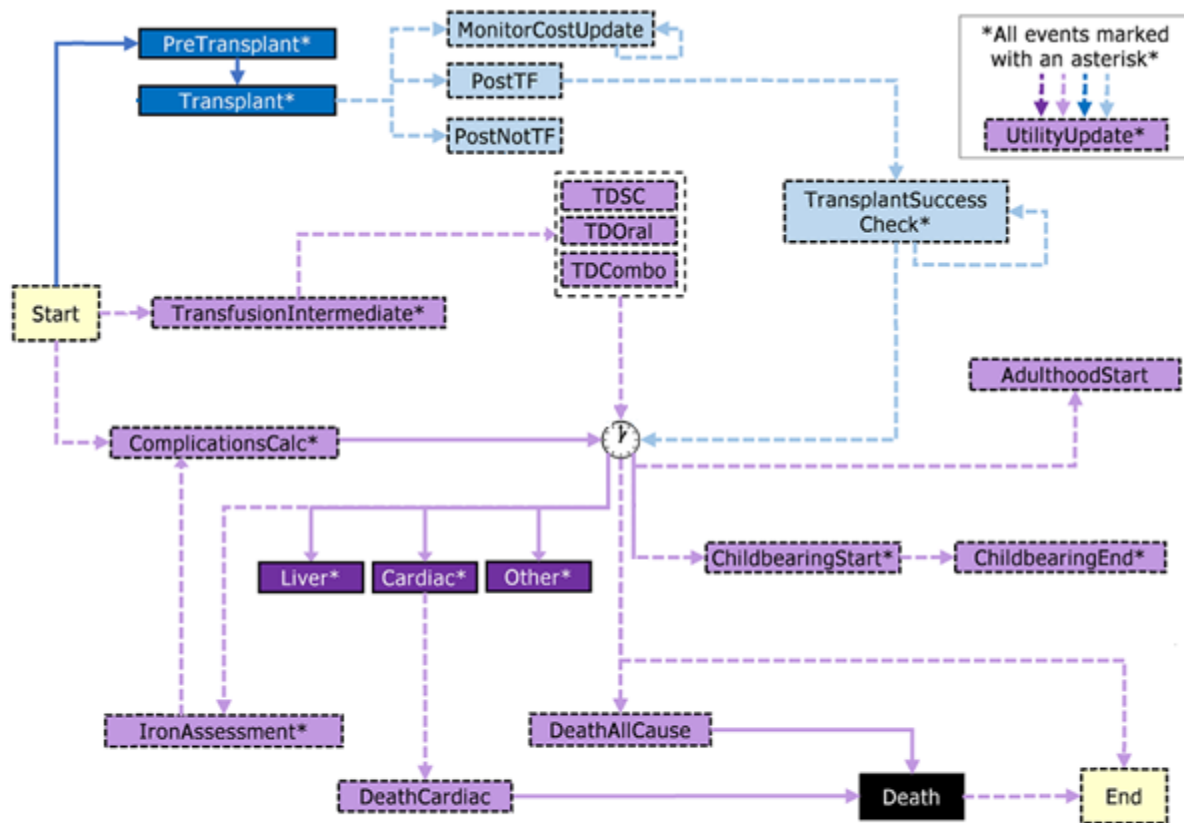 PreTransplant*
Transplant*
MonitorCostUpdate
PostTF
PostNotTF
*All events marked
with an asterisk*
UtilityUpdate*
TDSC
TDOral
TDCombo
TransplantSuccess
Check*
Start
TransfusionIntermediate*
AdulthoodStart
ComplicationsCalc*
Liver*
Cardiac*
Other*
ChildbearingStart*
ChildbearingEnd*
IronAssessment*
DeathAllCause
DeathCardiac
Death
End